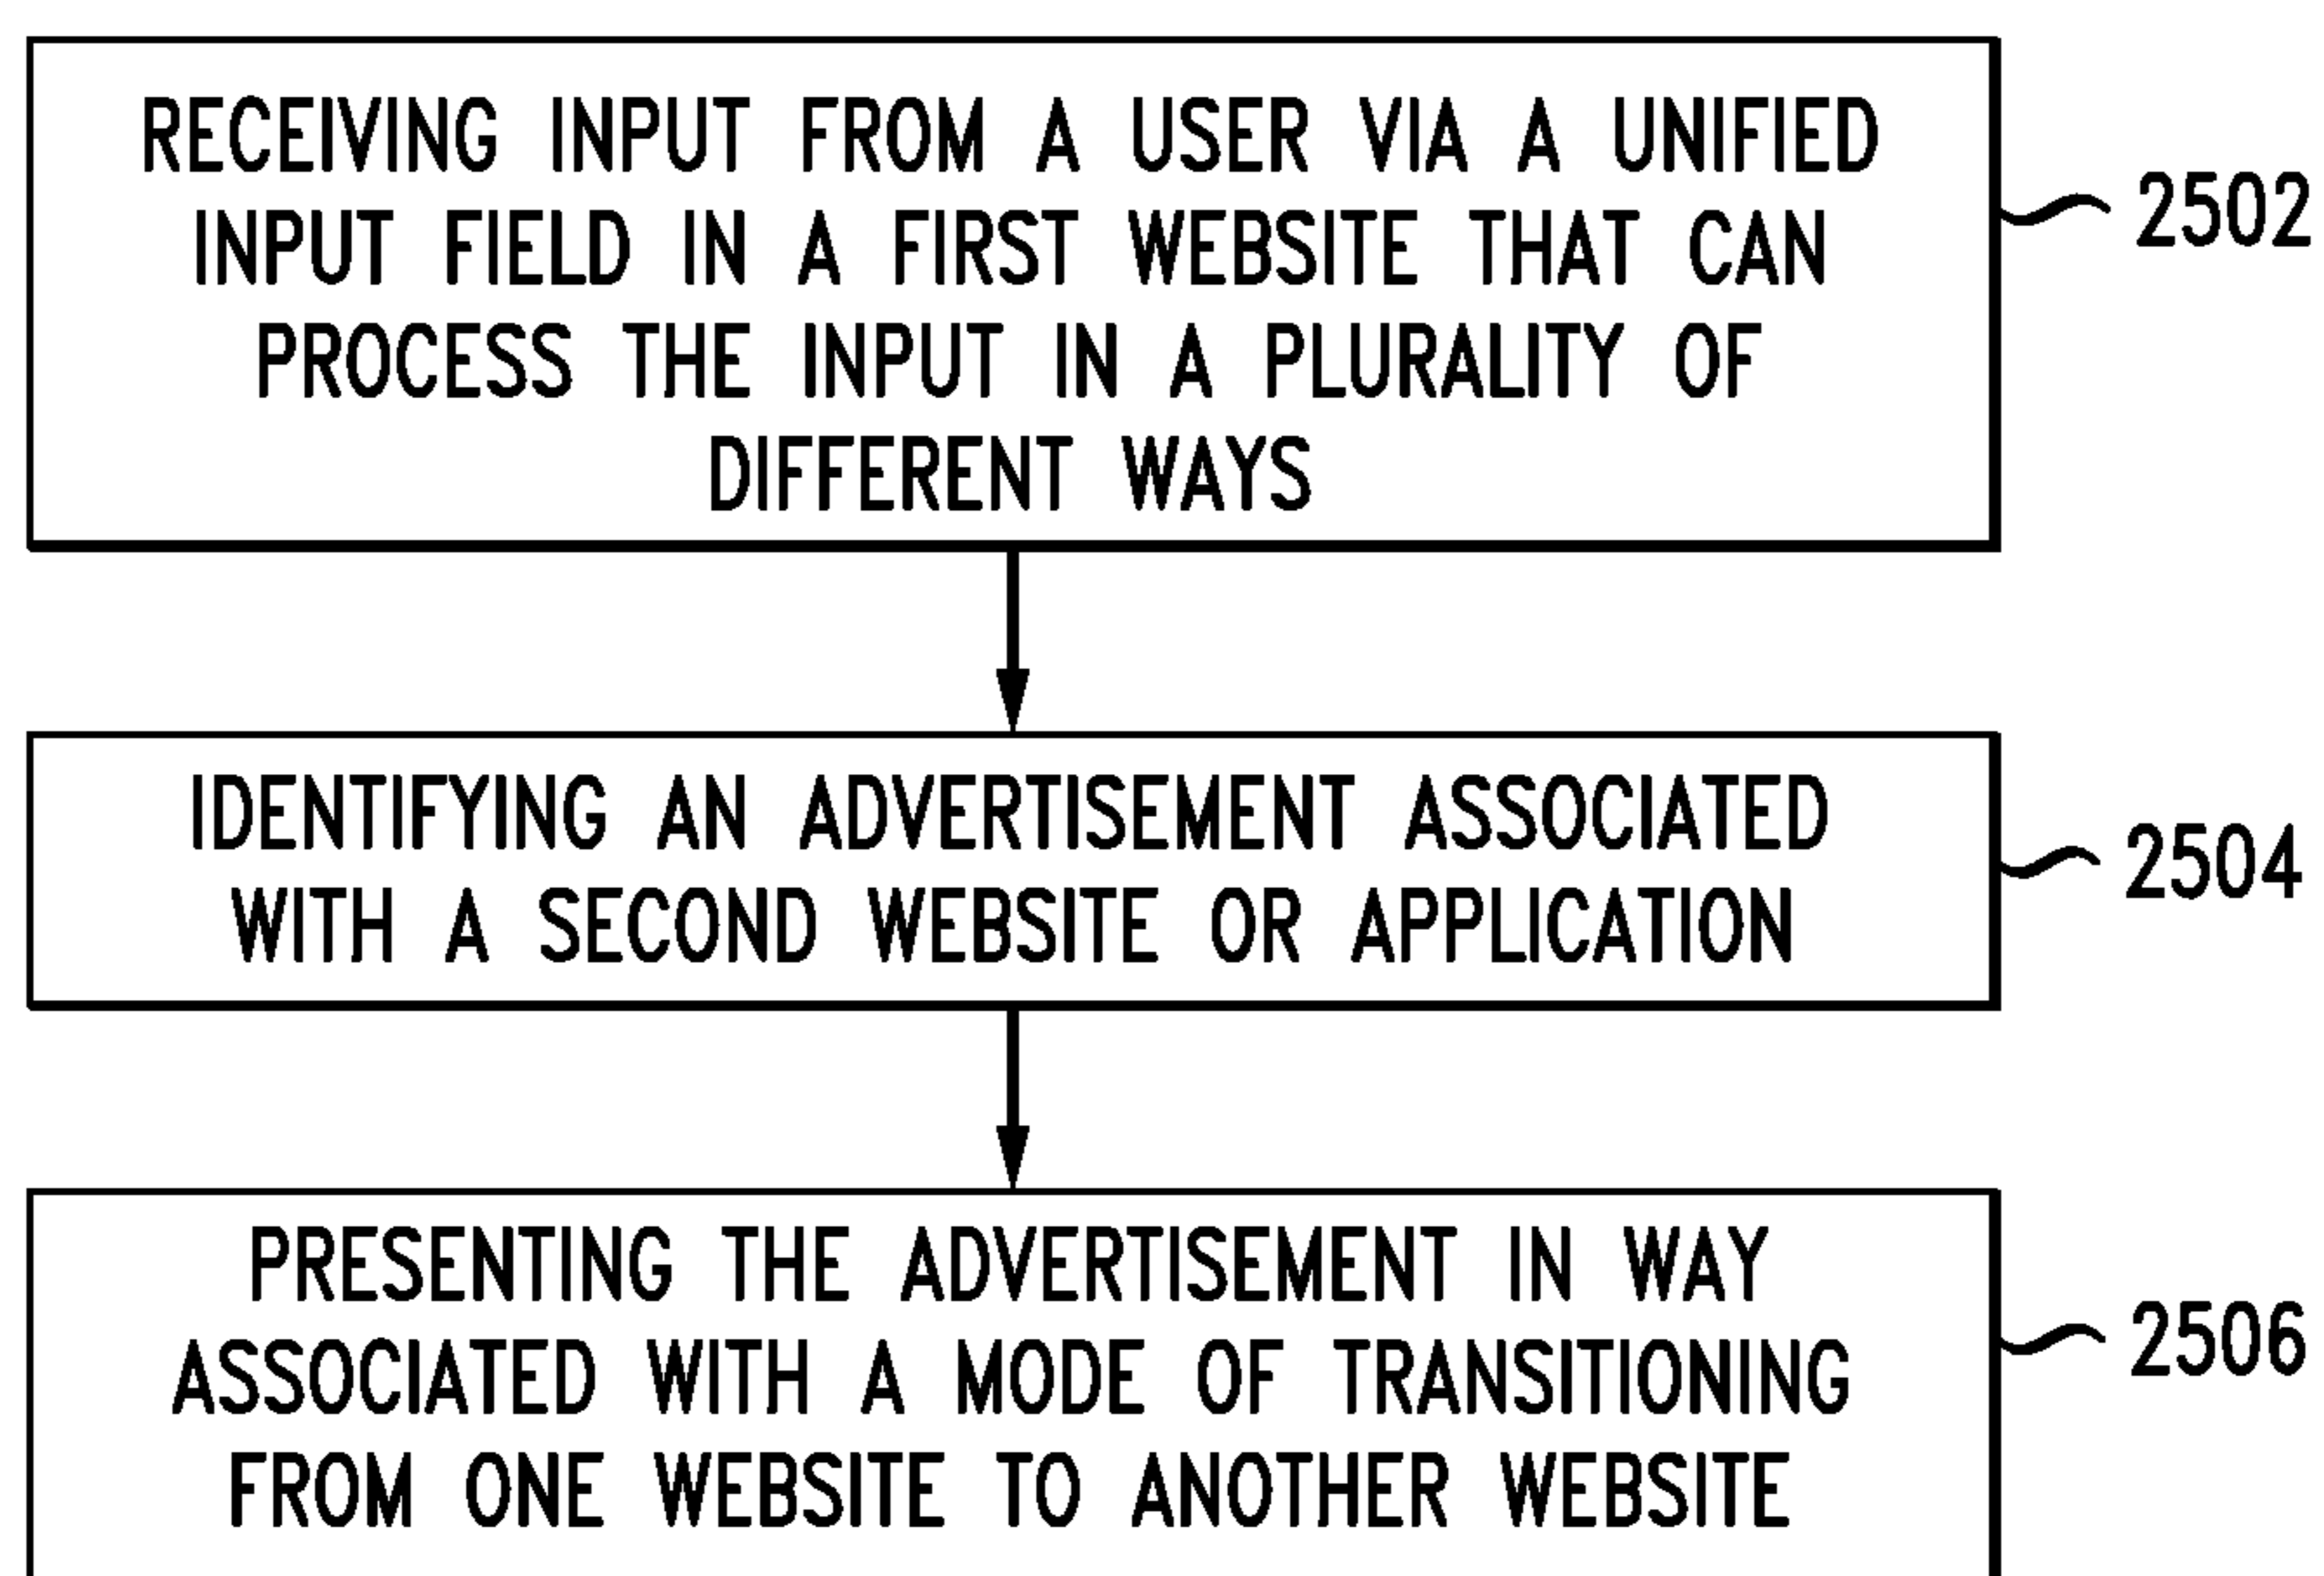 RECEIVING INPUT FROM A USER VIA A UNIFIED
INPUT FIELD IN A FIRST WEBSITE THAT CAN
PROCESS THE INPUT IN A PLURALITY OF
DIFFERENT WAYS
2502
IDENTIFYING AN ADVERTISEMENT ASSOCIATED
WITH A SECOND WEBSITE OR APPLICATION
2504
PRESENTING THE ADVERTISEMENT IN WAY
ASSOCIATED WITH A MODE OF TRANSITIONING
FROM ONE WEBSITE TO ANOTHER WEBSITE
2506